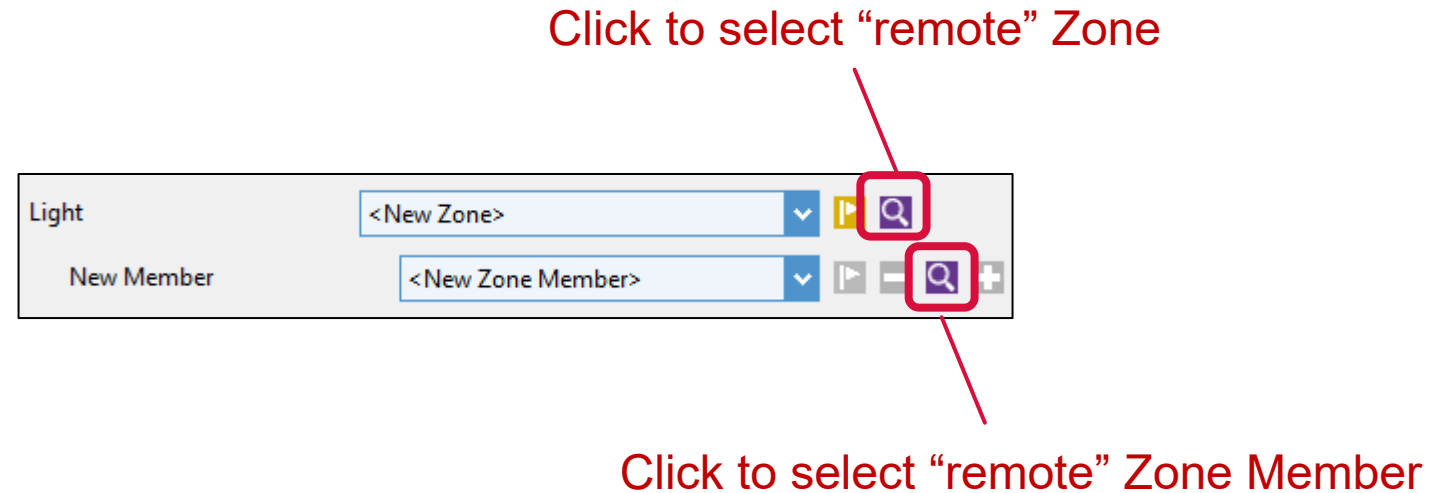 Click to select “remote” Zone
Light
<New Zone>
New Member
<New Zone Member>
Click to select “remote” Zone Member